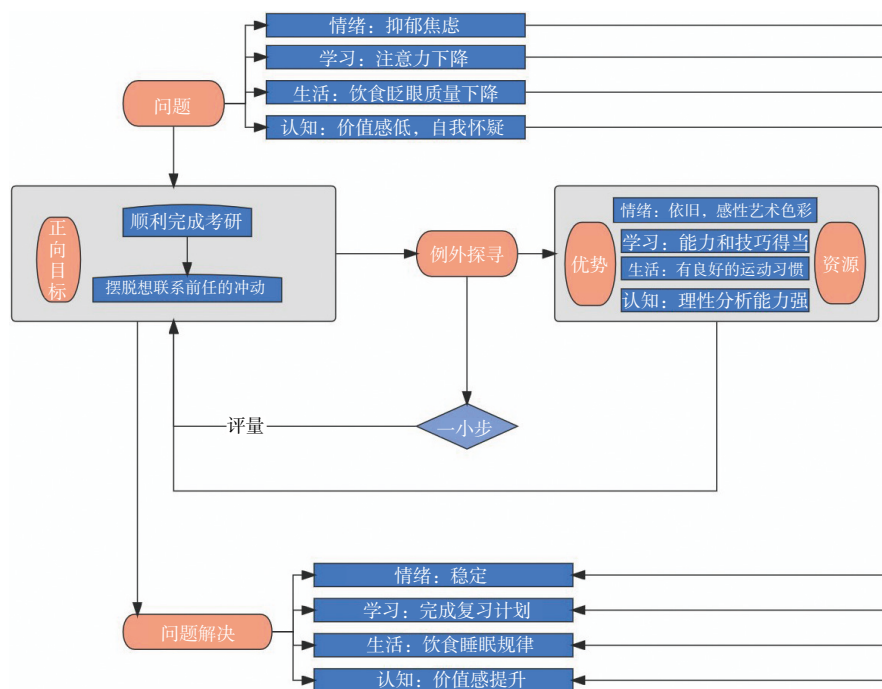 情绪：抑郁焦虑
学习：注意力下降
问题
生活：饮食眨眼质量下降
认知：价值感低，自我怀疑
正向目标
顺利完成考研
摆脱想联系前任的冲动
例外探寻
优势
情绪：依旧，感性艺术色彩
学习：能力和技巧得当
生活：有良好的运动习惯
认知：理性分析能力强
资源
评量
一小步
情绪：稳定
学习：完成复习计划
问题解决
生活：饮食睡眠规律
认知：价值感提升